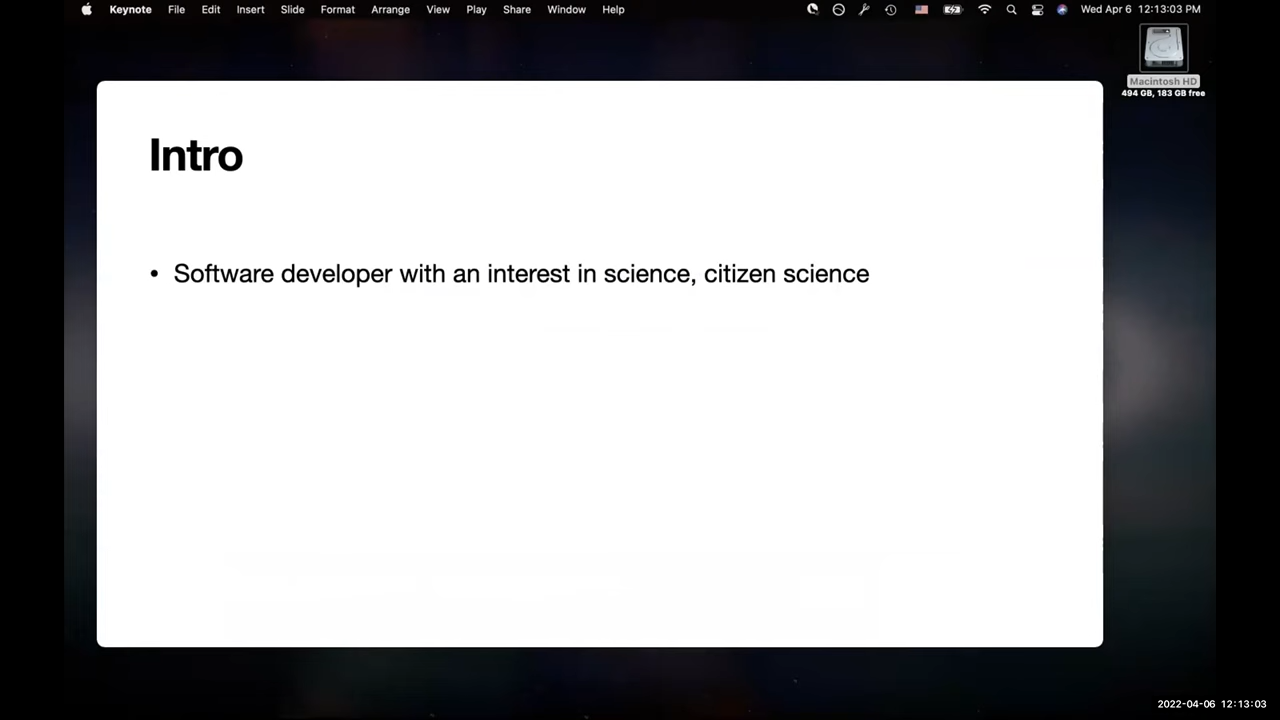 Keynote File Edit Insert Slide Format Arrange View Play Share Window Help Wed Apr 6 12:13:03 PM
Macintosh HD
494 GB, 183 GB free
Intro
• Software developer with an interest in science, citizen science
2022-04-06 12:13:03